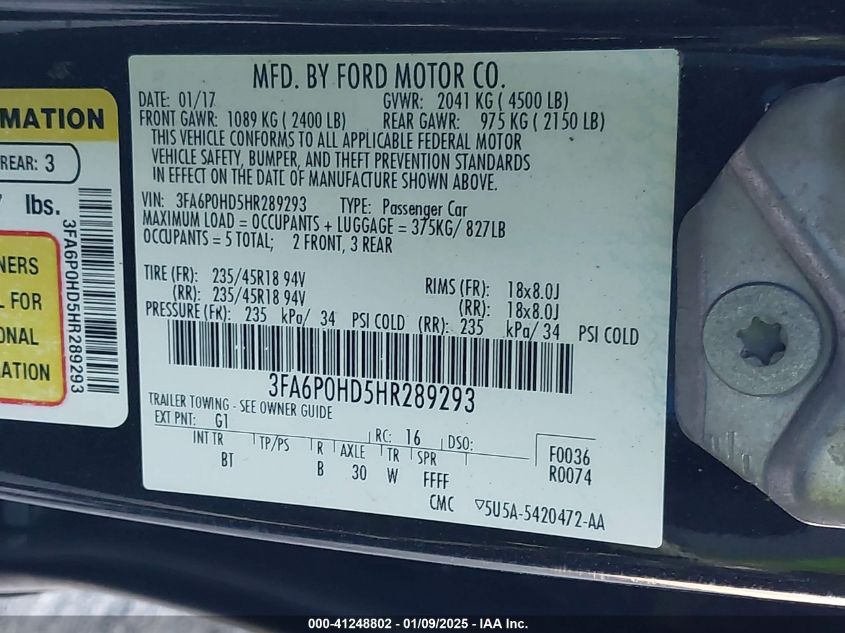 MFD. BY FORD MOTOR CO.
DATE: 01/17 GVWR: 2041 KG ( 4500 LB)
FRONT GAWR: 1089 KG ( 2400 LB) REAR GAWR: 975 KG ( 2150 LB)
THIS VEHICLE CONFORMS TO ALL APPLICABLE FEDERAL MOTOR
VEHICLE SAFETY, BUMPER, AND THEFT PREVENTION STANDARDS
IN EFFECT ON THE DATE OF MANUFACTURE SHOWN ABOVE.
VIN: 3FA6P0HD5HR289293 TYPE: Passenger Car
MAXIMUM LOAD = OCCUPANTS + LUGGAGE = 375KG/ 827LB
OCCUPANTS = 5 TOTAL; 2 FRONT, 3 REAR
TIRE (FR): 235/45R18 94V RIMS (FR): 18x8.0J
(RR): 235/45R18 94V (RR): 18x8.0J
PRESSURE (FR): 235 kPa/ 34 PSI COLD (RR): 235 kPa/ 34 PSI COLD
3FA6P0HD5HR289293
TRAILER TOWING - SEE OWNER GUIDE
EXT PNT: G1 RC: 16 DSO: F0036
INT TR TP/PS R AXLE TR SPR R0074
BT B 30 W FFFF
CMC ▽5U5A-5420472-AA
MATION
REAR: 3
7 lbs.
NERS
L FOR
ONAL
ATION
3FA6P0HD5HR289293
000-41248802 - 01/09/2025 - IAA Inc.